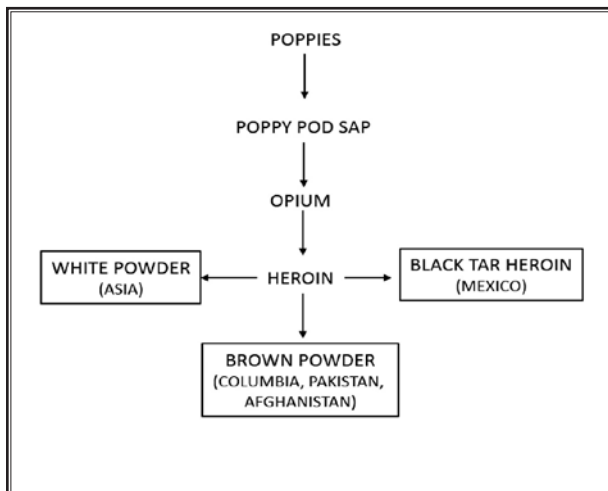 POPPIES
POPPY POD SAP
OPIUM
WHITE POWDER
(ASIA)
HEROIN
BLACK TAR HEROIN
(MEXICO)
BROWN POWDER
(COLUMBIA, PAKISTAN,
AFGHANISTAN)